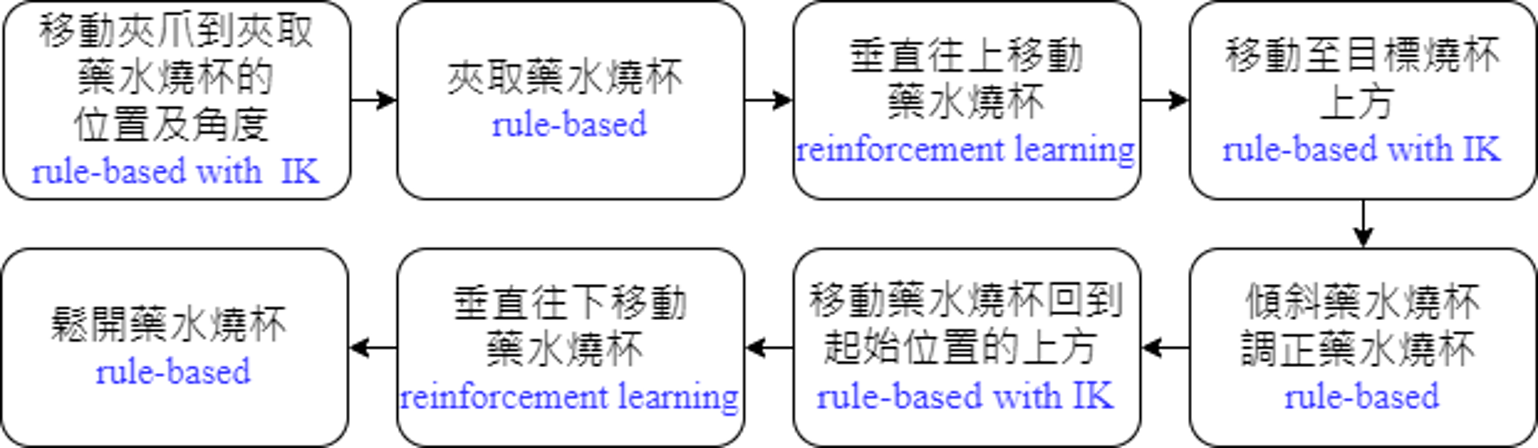 移動夾爪到夾取
藥水燒杯的
位置及角度
rule-based with IK
夾取藥水燒杯
rule-based
垂直往上移動
藥水燒杯
reinforcement learning
移動至目標燒杯
上方
rule-based with IK
傾斜藥水燒杯
調正藥水燒杯
rule-based
移動藥水燒杯回到
起始位置的上方
rule-based with IK
垂直往下移動
藥水燒杯
reinforcement learning
鬆開藥水燒杯
rule-based